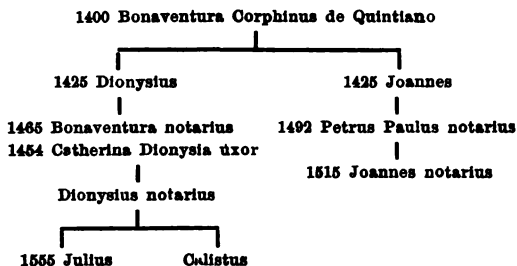 1400 Bonaventura Corphinus de Quintiano
1425 Dionysius
1425 Joannes
1465 Bonaventura notarius
1454 Catherina Dionysia uxor
1492 Petrus Paulus notarius
1515 Joannes notarius
Dionysius notarius
1555 Julius
Calistus